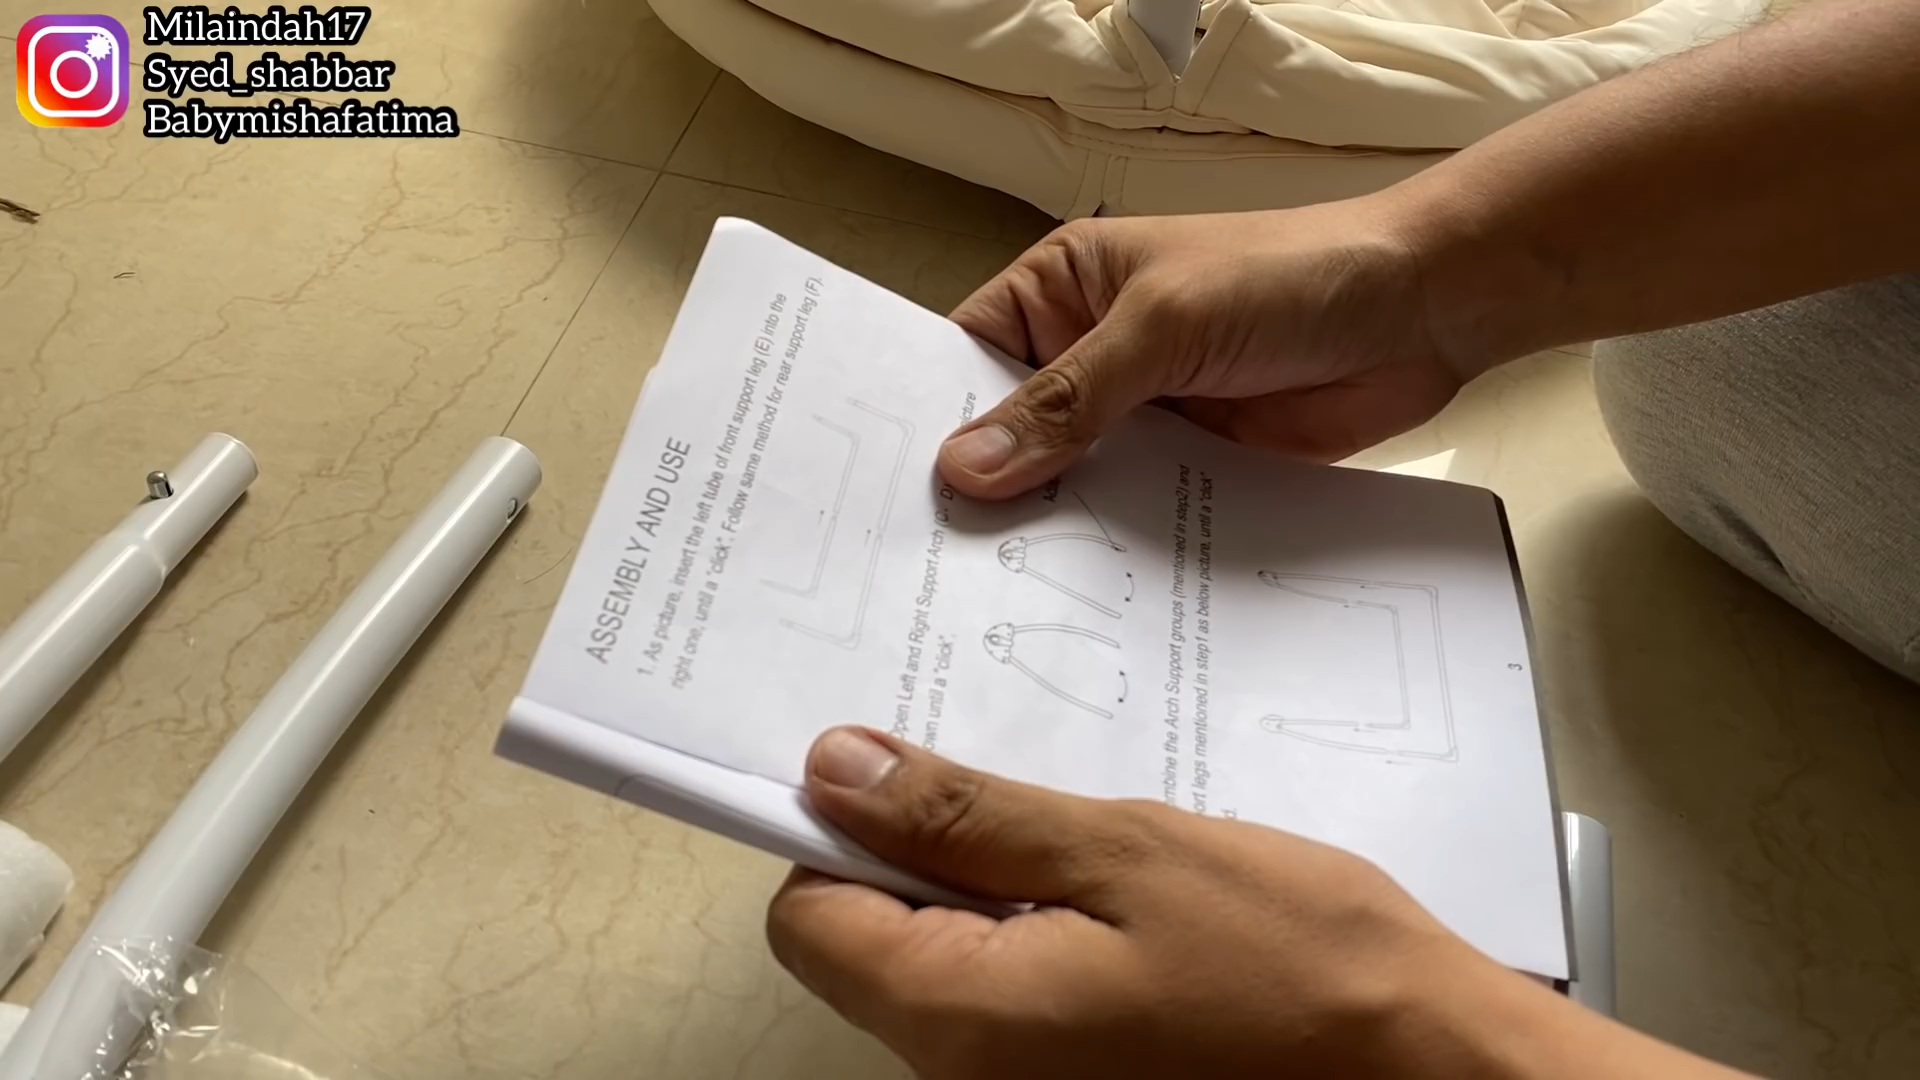 Milaindah17
Syed_shabbar
Babymishafatima
ASSEMBLY AND USE
1. As picture, insert the left tube of front support leg (E) into the
right one, until a "click". Follow same method for rear support leg (F).
Open Left and Right Support Arch (C.
picture
own until a "click".
mbine the Arch Support groups (mentioned in step2) and
ort legs mentioned in step 1 as below picture, until a "click"
d.
3